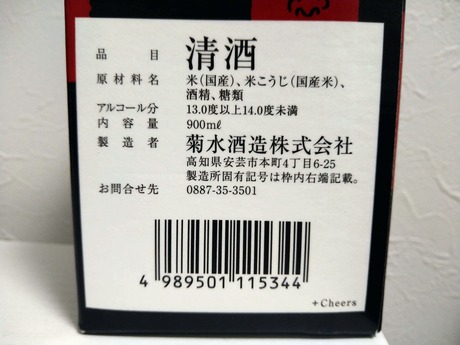 品目 清酒
原材料名 米(国産)、米こうじ(国産米)、
酒精、糖類
アルコール分 13.0度以上14.0度未満
内容量 900mℓ
製造者 菊水酒造株式会社
高知県安芸市本町4丁目6-25
製造所固有記号は枠内右端記載。
お問合せ先 0887-35-3501
4 989501 115344
+Cheers